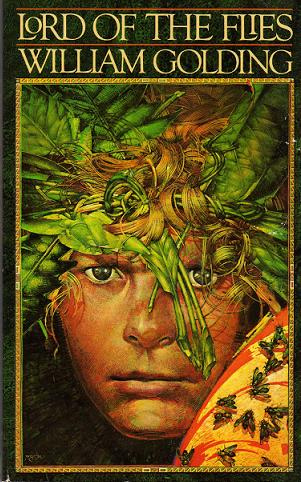 LORD OF THE FLIES
WILLIAM GOLDING